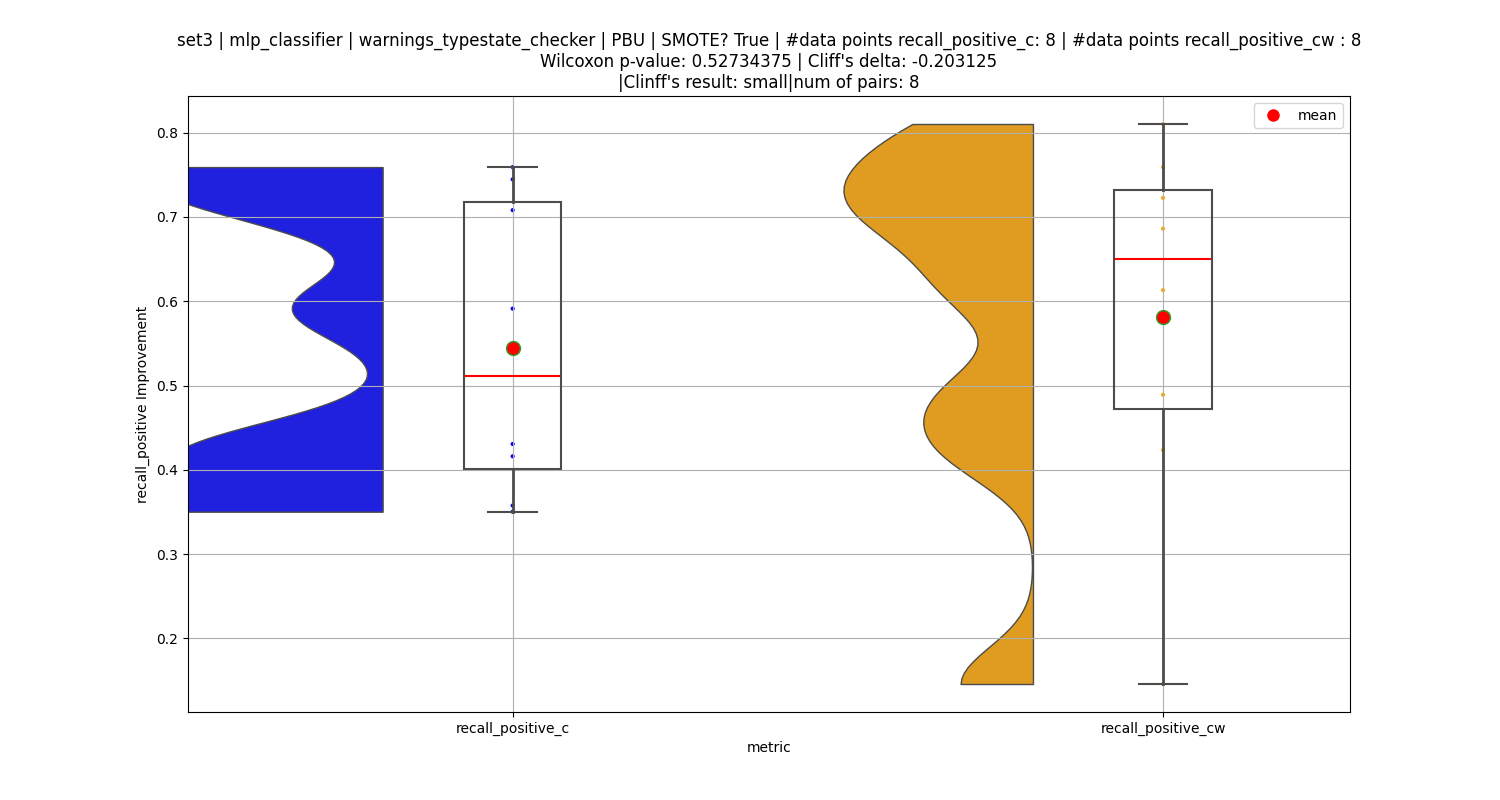 set3 | mlp_classifier | warnings_typestate_checker | PBU | SMOTE? True | #data points recall_positive_c: 8 | #data points recall_positive_cw : 8
Wilcoxon p-value: 0.52734375 | Cliff's delta: -0.203125
|Clinff's result: small|num of pairs: 8
mean
0.8
0.7
0.6
0.5
0.4
0.3
0.2
recall_positive Improvement
recall_positive_c
recall_positive_cw
metric